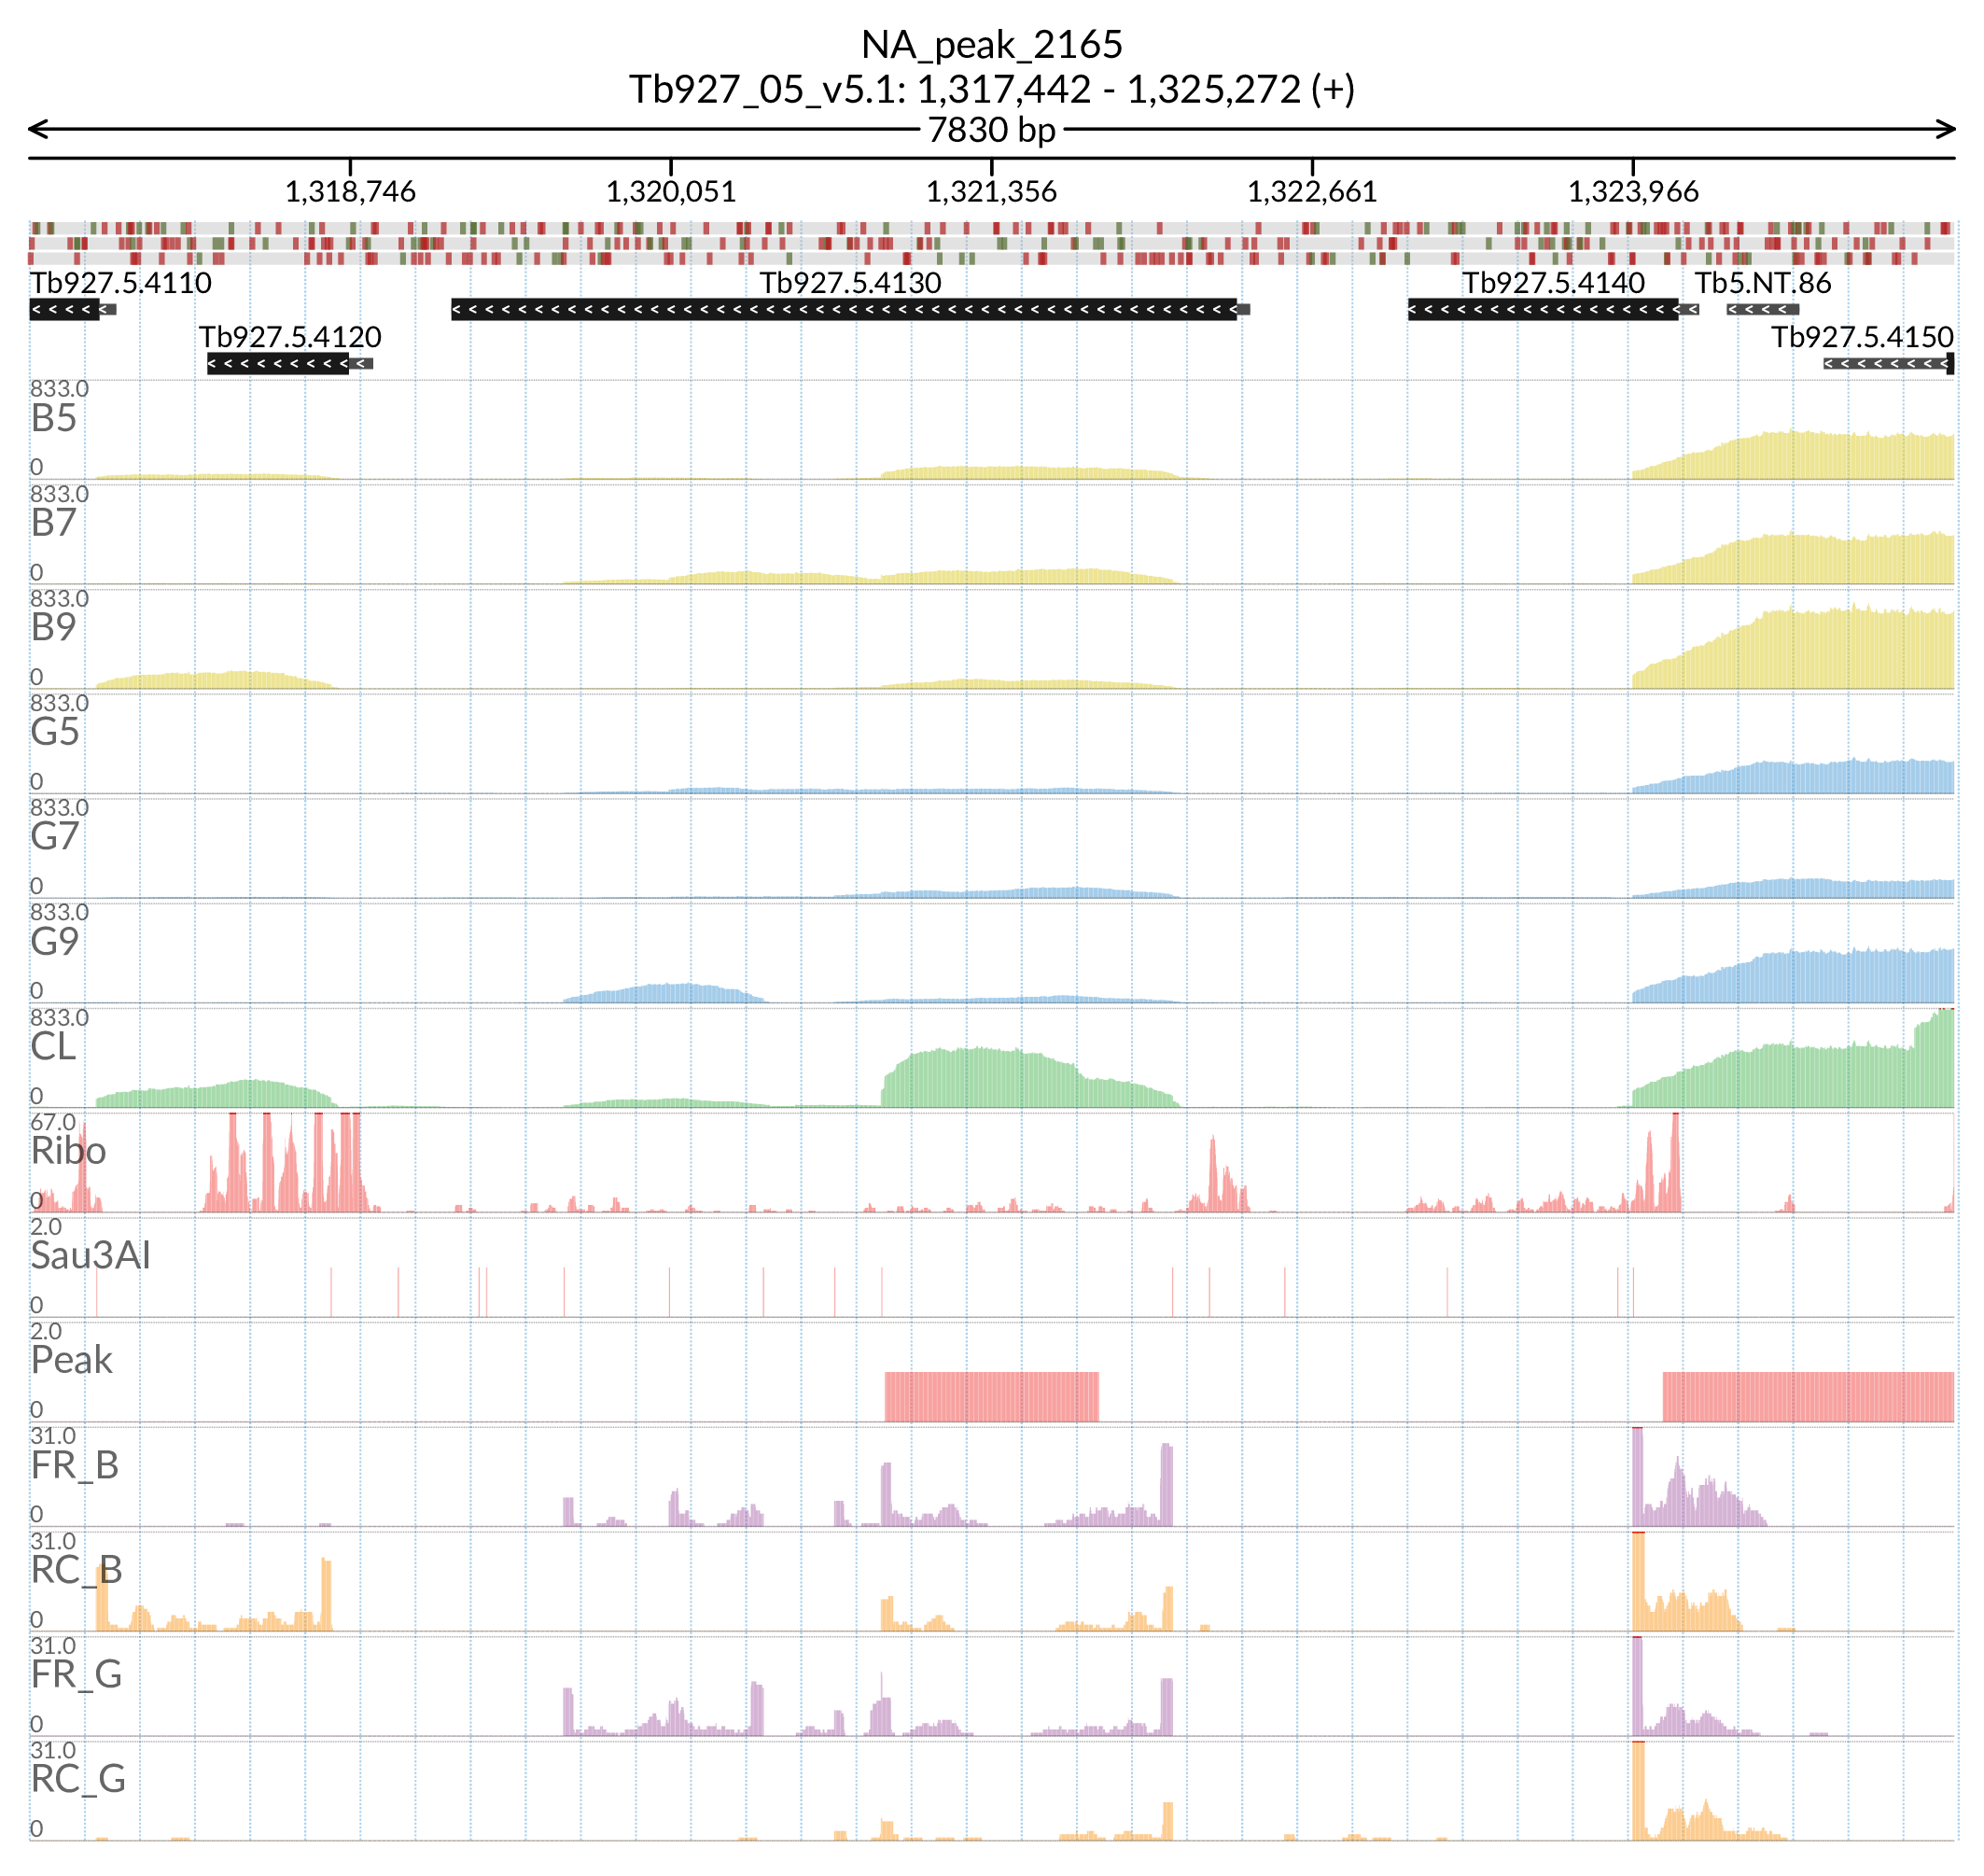 NA_peak_2165
Tb927_05_v5.1: 1,317,442 - 1,325,272 (+)
7830 bp
1,318,746 1,320,051 1,321,356 1,322,661 1,323,966
Tb927.5.4110 Tb927.5.4130 Tb927.5.4140 Tb5.NT.86
Tb927.5.4120 Tb927.5.4150
833.0
B5
0
833.0
B7
0
833.0
B9
0
833.0
G5
0
833.0
G7
0
833.0
G9
0
833.0
CL
0
67.0
Ribo
0
2.0
Sau3AI
0
2.0
Peak
0
31.0
FR_B
0
31.0
RC_B
0
31.0
FR_G
0
31.0
RC_G
0